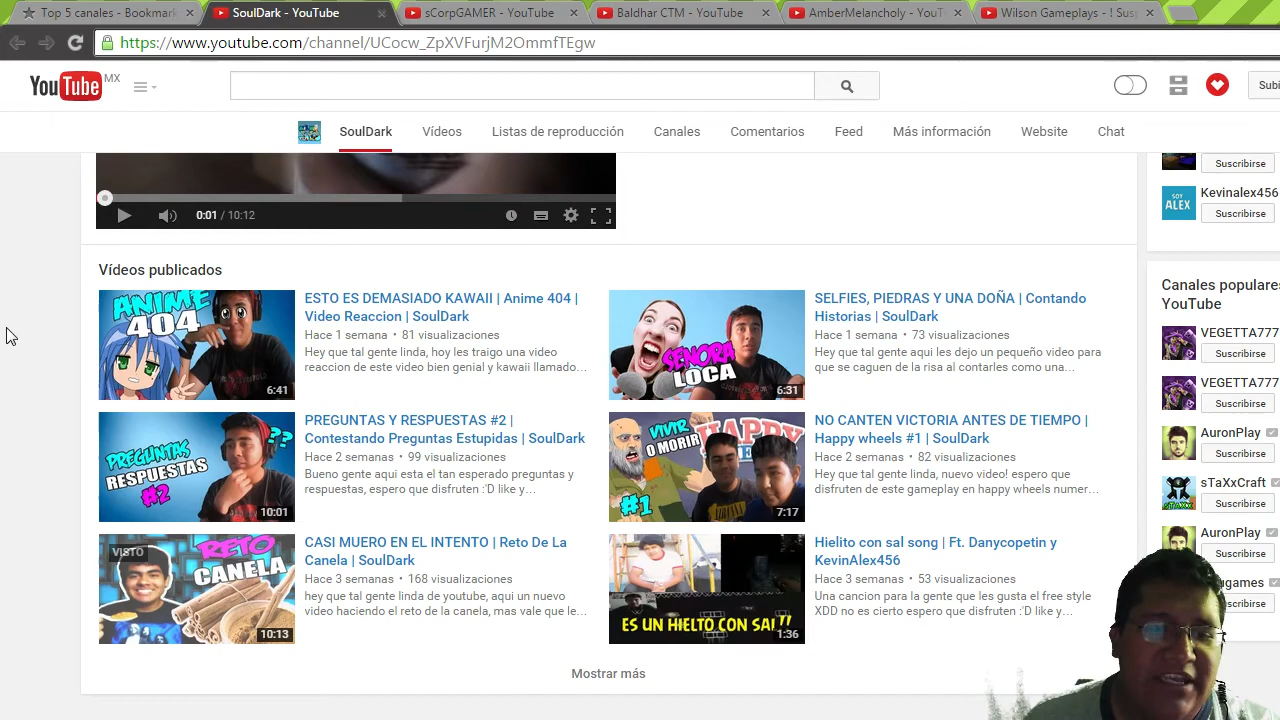 Top 5 canales - Bookmark
SoulDark - YouTube
sCorpGAMER - YouTube
Baldhar CTM - YouTube
AmberMelancholy - YouT
Wilson Gameplays - I Susp
https://www.youtube.com/channel/UCocw_ZpXVFurjM2OmmfTEgw
YouTube MX
Subi
SoulDark
Vídeos
Listas de reproducción
Canales
Comentarios
Feed
Más información
Website
Chat
Suscribirse
SOY ALEX
Kevinalex456
Suscribirse
0:01 / 10:12
Vídeos publicados
ANIME 404
6:41
ESTO ES DEMASIADO KAWAII | Anime 404 |
Video Reaccion | SoulDark
Hace 1 semana • 81 visualizaciones
Hey que tal gente linda, hoy les traigo una video
reaccion de este video bien genial y kawaii llamado...
SEÑORA LOCA
6:31
SELFIES, PIEDRAS Y UNA DOÑA | Contando
Historias | SoulDark
Hace 1 semana • 73 visualizaciones
Hey que tal gente aqui les dejo un pequeño video para
que se caguen de la risa al contarles como una...
PREGUNTAS
RESPUESTAS
#2
??
10:01
PREGUNTAS Y RESPUESTAS #2 |
Contestando Preguntas Estupidas | SoulDark
Hace 2 semanas • 99 visualizaciones
Bueno gente aqui esta el tan esperado preguntas y
respuestas, espero que disfruten :'D like y...
VIVIR
O MORIR
HAPPY
#1
7:17
NO CANTEN VICTORIA ANTES DE TIEMPO |
Happy wheels #1 | SoulDark
Hace 2 semanas • 82 visualizaciones
Hey que tal gente linda, nuevo video! espero que
disfruten de este gameplay en happy wheels numer...
VISTO
RETO
CANELA
10:13
CASI MUERO EN EL INTENTO | Reto De La
Canela | SoulDark
Hace 3 semanas • 168 visualizaciones
hey que tal gente linda de youtube, aqui un nuevo
video haciendo el reto de la canela, mas vale que le...
ES UN HIELTO CON SAL!!
1:36
Hielito con sal song | Ft. Danycopetin y
KevinAlex456
Hace 3 semanas • 53 visualizaciones
Una cancion para la gente que les gusta el free style
XDD no es cierto espero que disfruten :'D like y...
Mostrar más
Canales populares
YouTube
VEGETTA777
Suscribirse
VEGETTA777
Suscribirse
AuronPlay
Suscribirse
sTaXxCraft
Suscribirse
AuronPlay
Suscribirse
ugames
cribirse